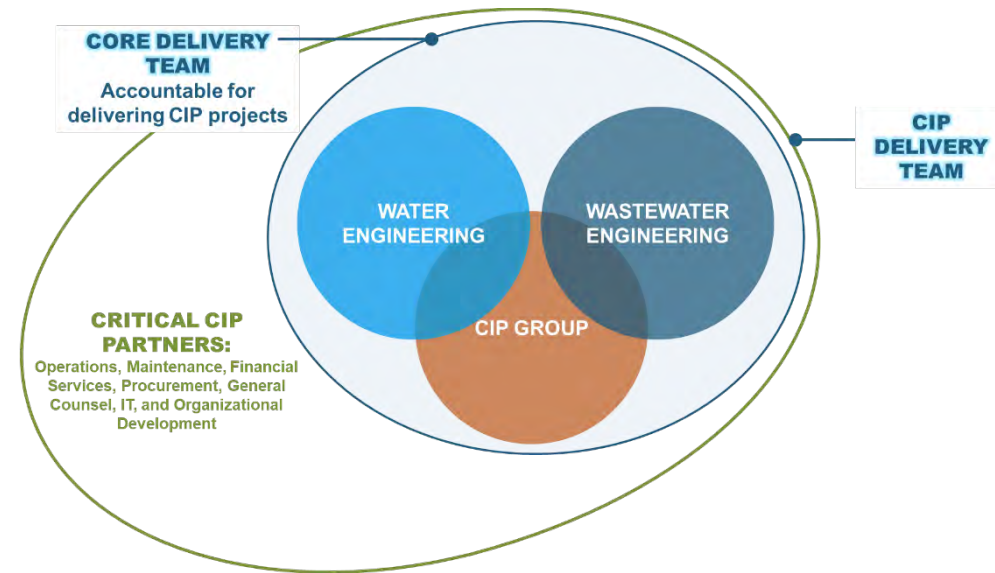 CORE DELIVERY
TEAM
Accountable for
delivering CIP projects
CIP
DELIVERY
TEAM
WATER
ENGINEERING
WASTEWATER
ENGINEERING
CIP GROUP
CRITICAL CIP
PARTNERS:
Operations, Maintenance, Financial
Services, Procurement, General
Counsel, IT, and Organizational
Development